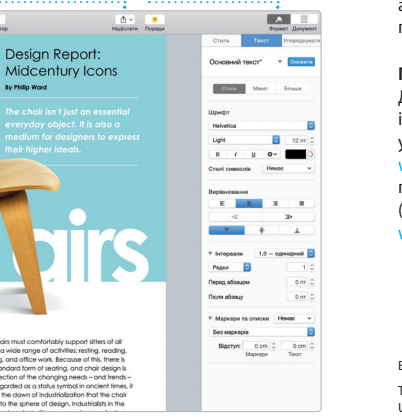 Надіслати Поради Формат Документ
Стиль Текст Упорядкувати
Основний текст* Оновити
Стиль Макет Більше
Шрифт
Helvetica
Light 12 пт
B I U
Стилі символів Немає
Вирівнювання
Інтервали 1,0 – одинарний
Рядки 1
Перед абзацом 0 пт
Після абзацу 0 пт
Маркери та списки Немає
Без маркерів
Відступ: 0 см 0 см
Маркери Текст
Design Report:
Midcentury Icons
By Philip Ward
The chair isn't just an essential
everyday object. It is also a
medium for designers to express
their higher ideals.
airs
airs must comfortably support sitters of all
a wide range of activities: resting, reading,
g, and office work. Because of this, there is
andard form of seating, and chair design is
ection of the changing needs – and trends –
garded as a status symbol in ancient times, it
the dawn of industrialization that the chair
to the sphere of design. Industrialists in the